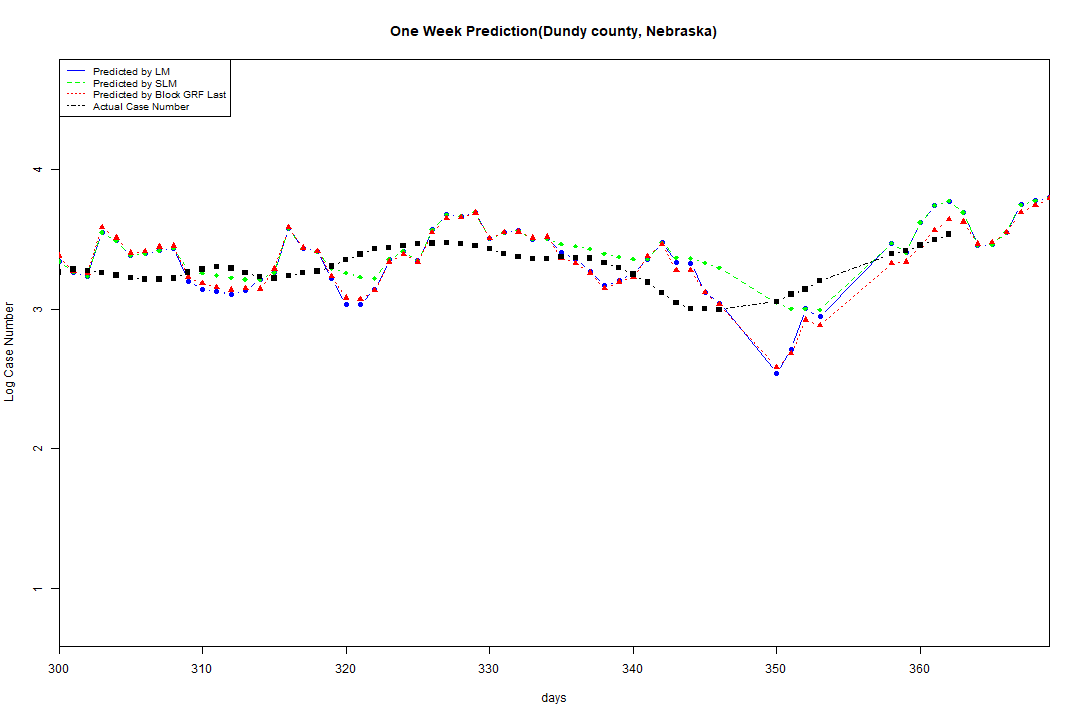 One Week Prediction(Dundy county, Nebraska)
Predicted by LM
Predicted by SLM
Predicted by Block GRF Last
Actual Case Number
4
3
2
1
Log Case Number
300 310 320 330 340 350 360
days